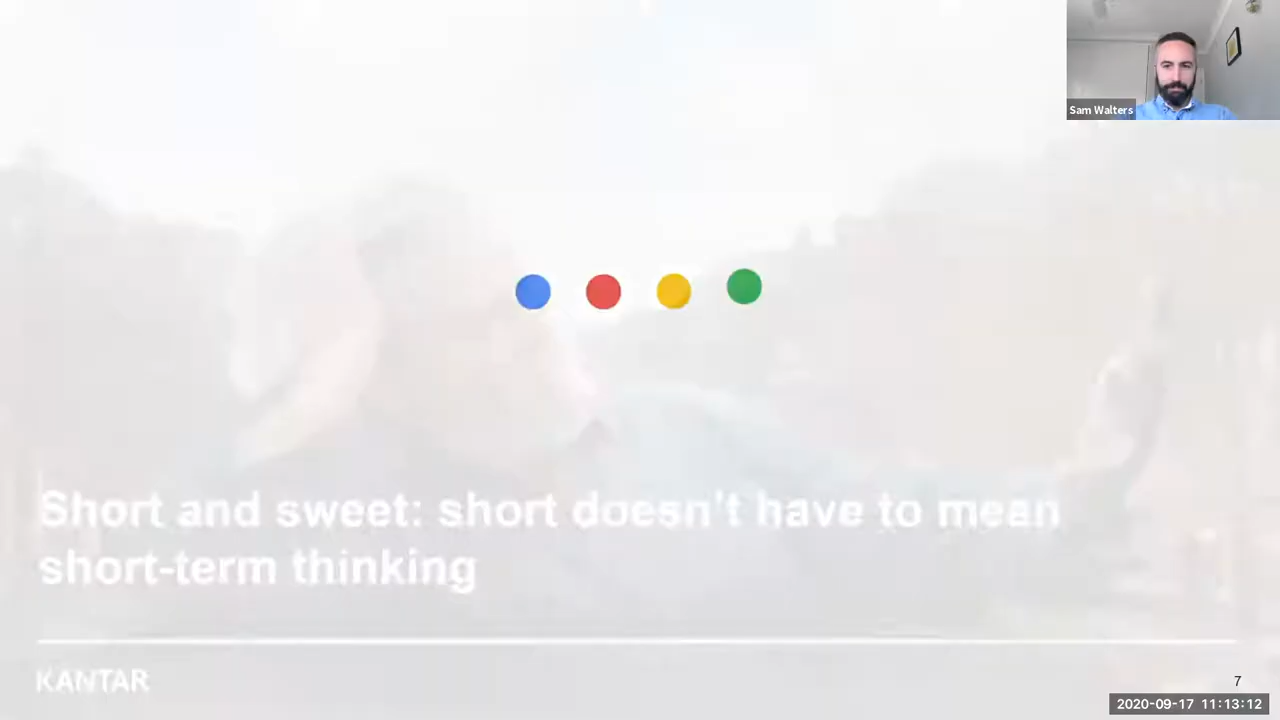 Sam Walters
Short and sweet: short doesn't have to mean
short-term thinking
KANTAR
7
2020-09-17 11:13:12